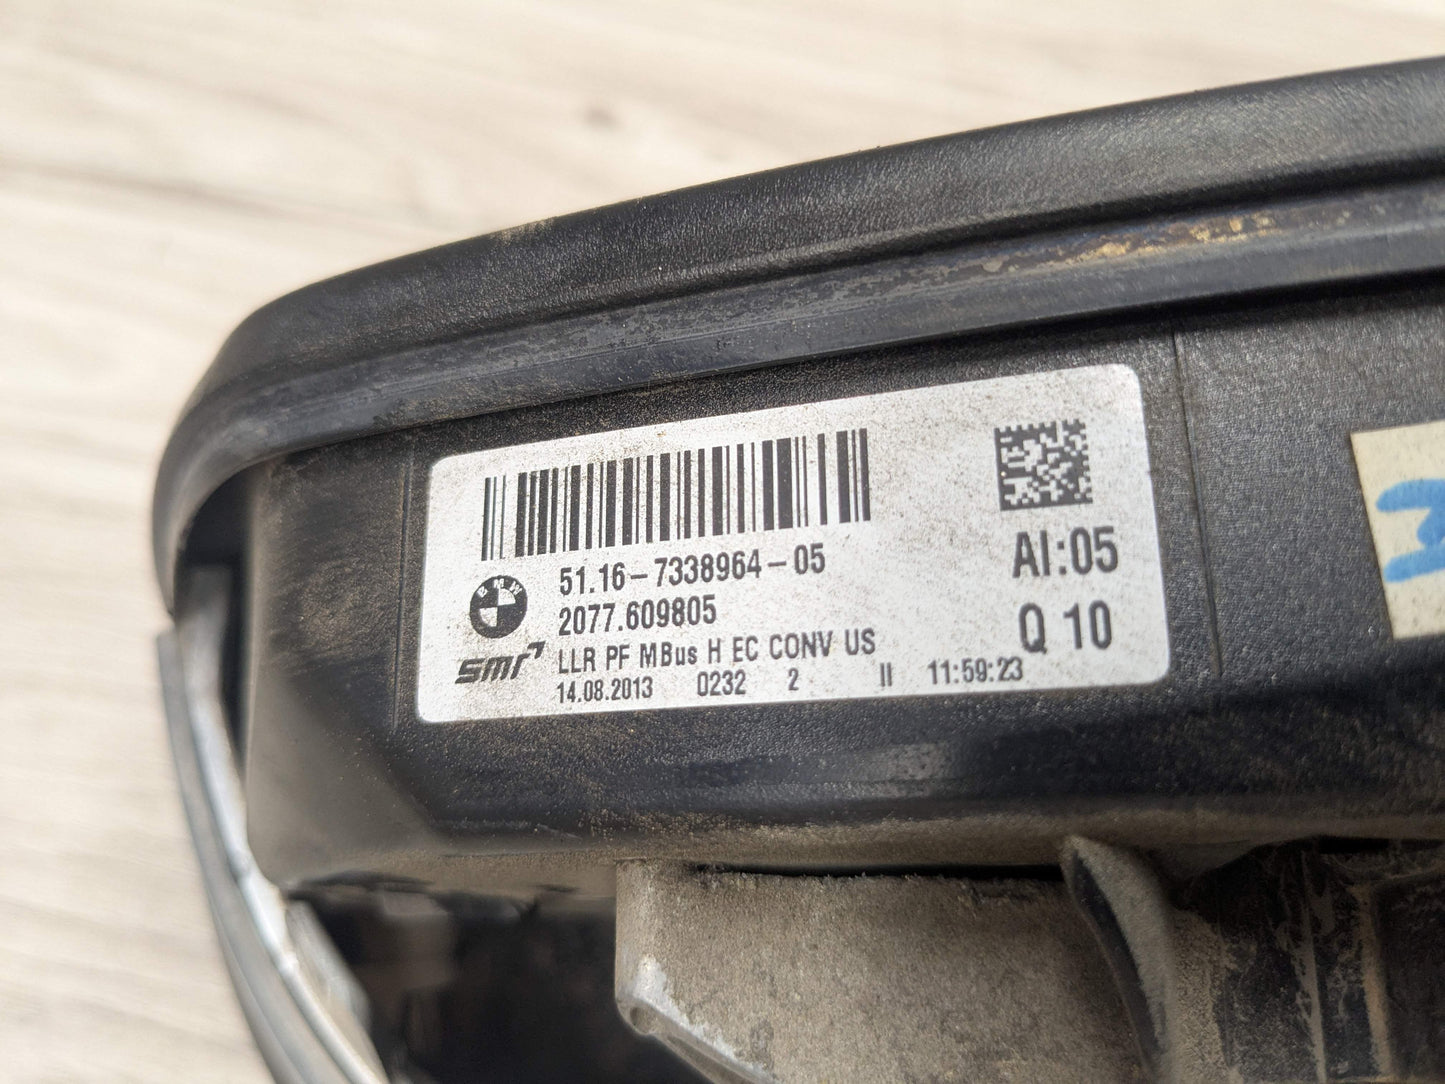 51.16-7338964-05
2077.609805
LLR PF MBus H EC CONV US
14.08.2013 0232 2 II 11:59:23
AI:05
Q 10
BMW
smr